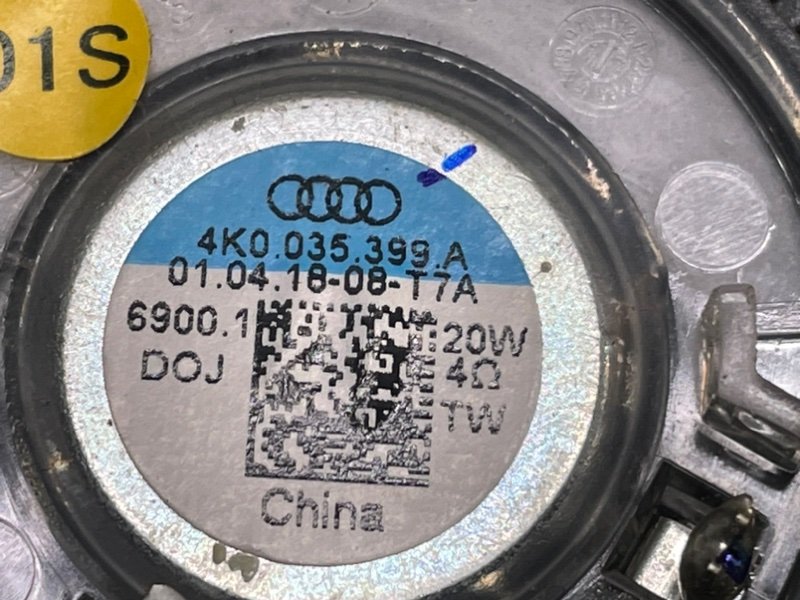 01S
4K0.035.399.A
01.04.18-08-T7A
6900.1
20W
DOJ
4Ω
TW
China